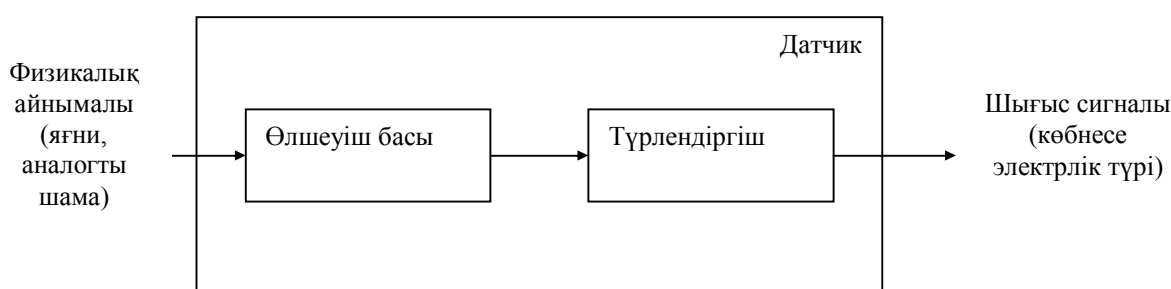 Датчик
Физикалық
айнымалы
(яғни,
аналогты
шама)
Өлшеуіш басы
Түрлендіргіш
Шығыс сигналы
(көбнесе
электрлік түрі)